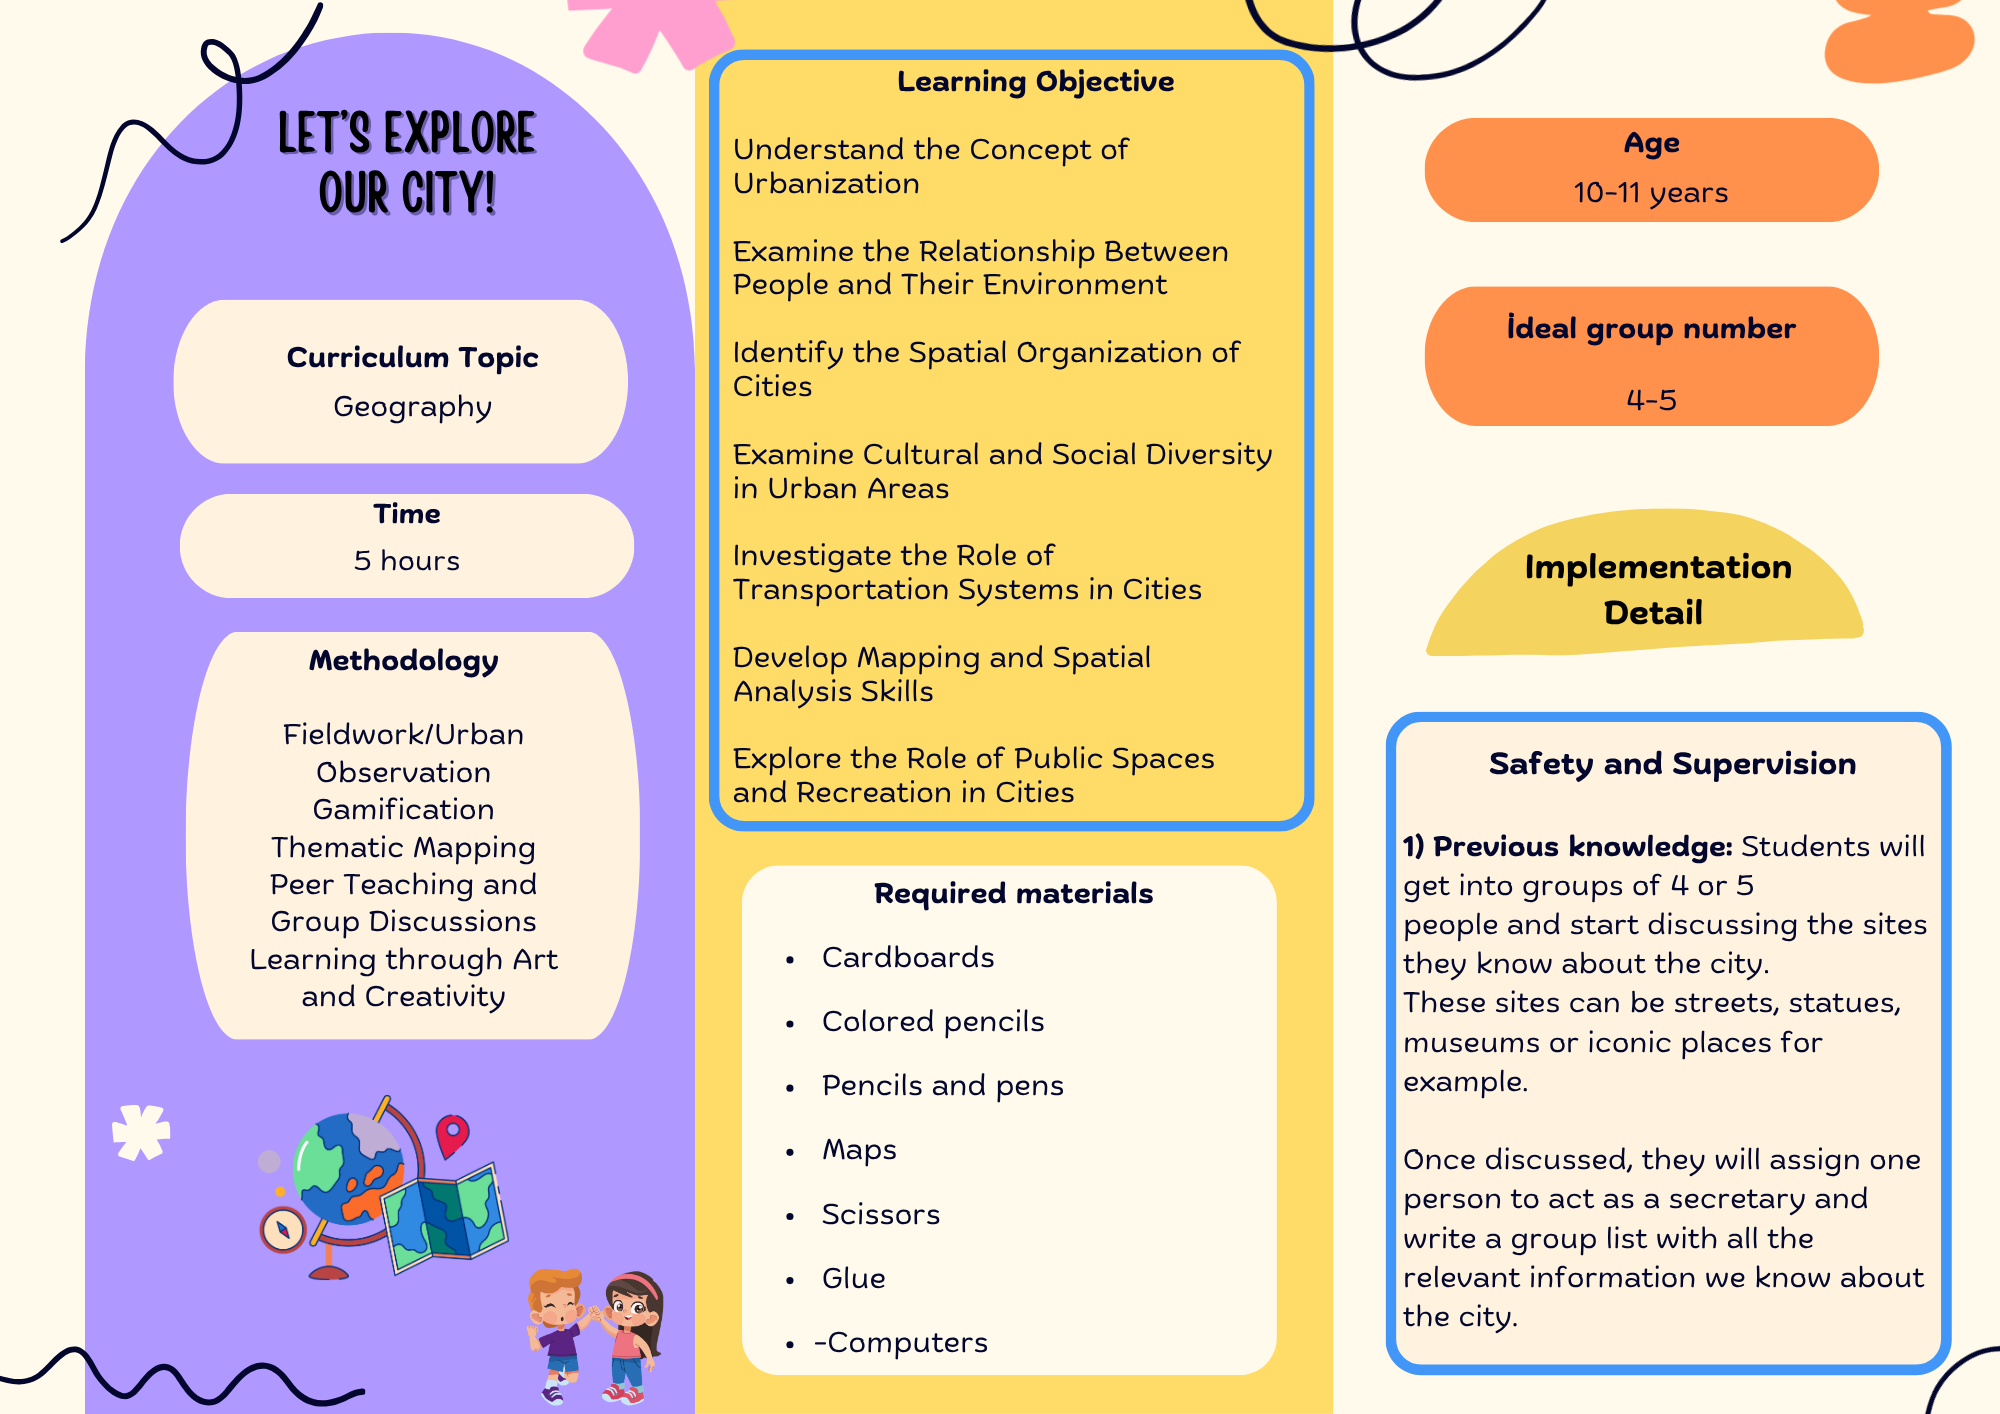 LET'S EXPLORE
OUR CITY!
Curriculum Topic
Geography
Time
5 hours
Methodology
Fieldwork/Urban
Observation
Gamification
Thematic Mapping
Peer Teaching and
Group Discussions
Learning through Art
and Creativity
Learning Objective
Understand the Concept of
Urbanization
Examine the Relationship Between
People and Their Environment
Identify the Spatial Organization of
Cities
Examine Cultural and Social Diversity
in Urban Areas
Investigate the Role of
Transportation Systems in Cities
Develop Mapping and Spatial
Analysis Skills
Explore the Role of Public Spaces
and Recreation in Cities
Required materials
• Cardboards
• Colored pencils
• Pencils and pens
• Maps
• Scissors
• Glue
• -Computers
Age
10-11 years
İdeal group number
4-5
Implementation
Detail
Safety and Supervision
1) Previous knowledge: Students will
get into groups of 4 or 5
people and start discussing the sites
they know about the city.
These sites can be streets, statues,
museums or iconic places for
example.
Once discussed, they will assign one
person to act as a secretary and
write a group list with all the
relevant information we know about
the city.